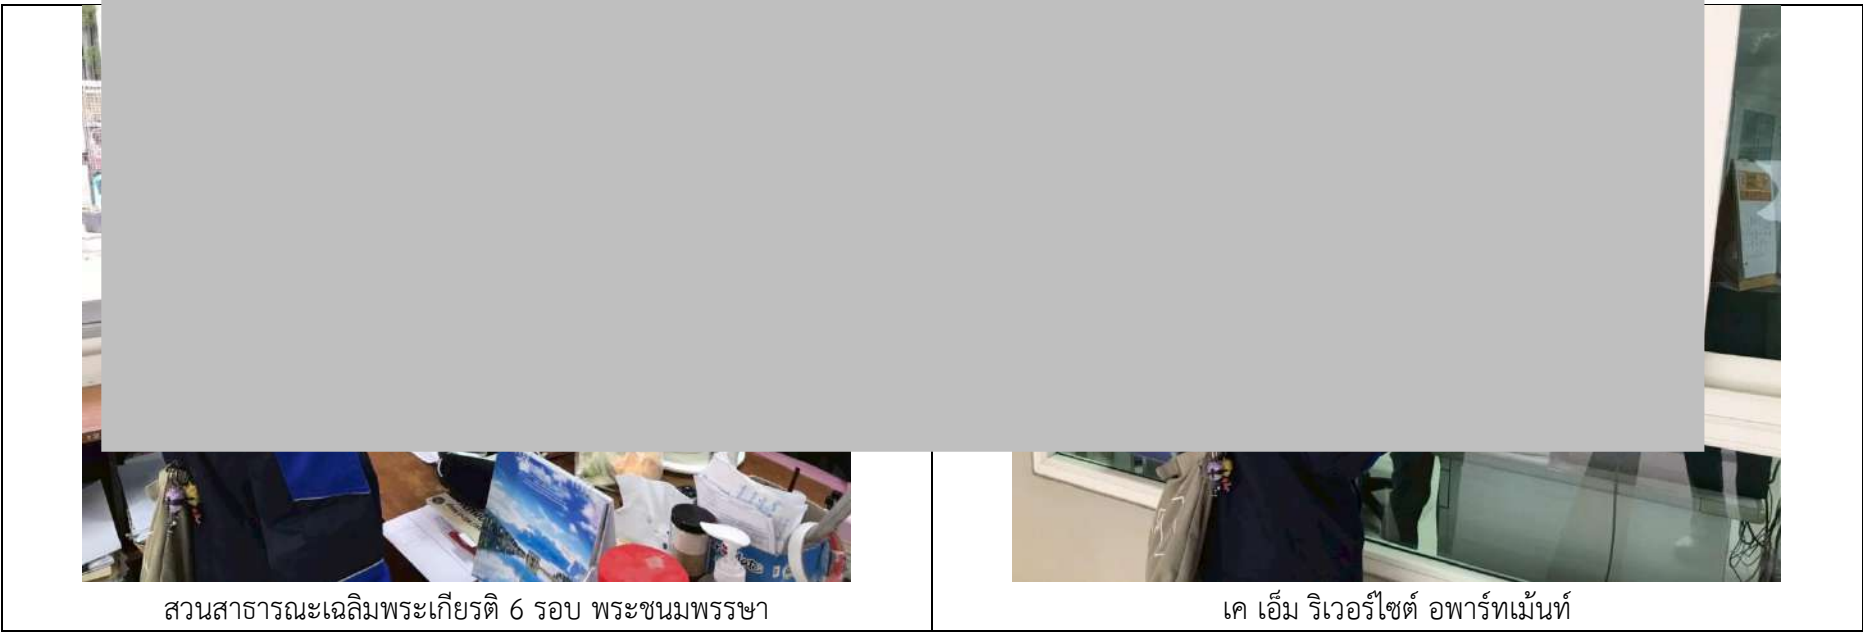 สวนสาธารณะเฉลิมพระเกียรติ 6 รอบ พระชนมพรรษา
เค เอ็ม ริเวอร์ไซต์ อพาร์ทเม้นท์